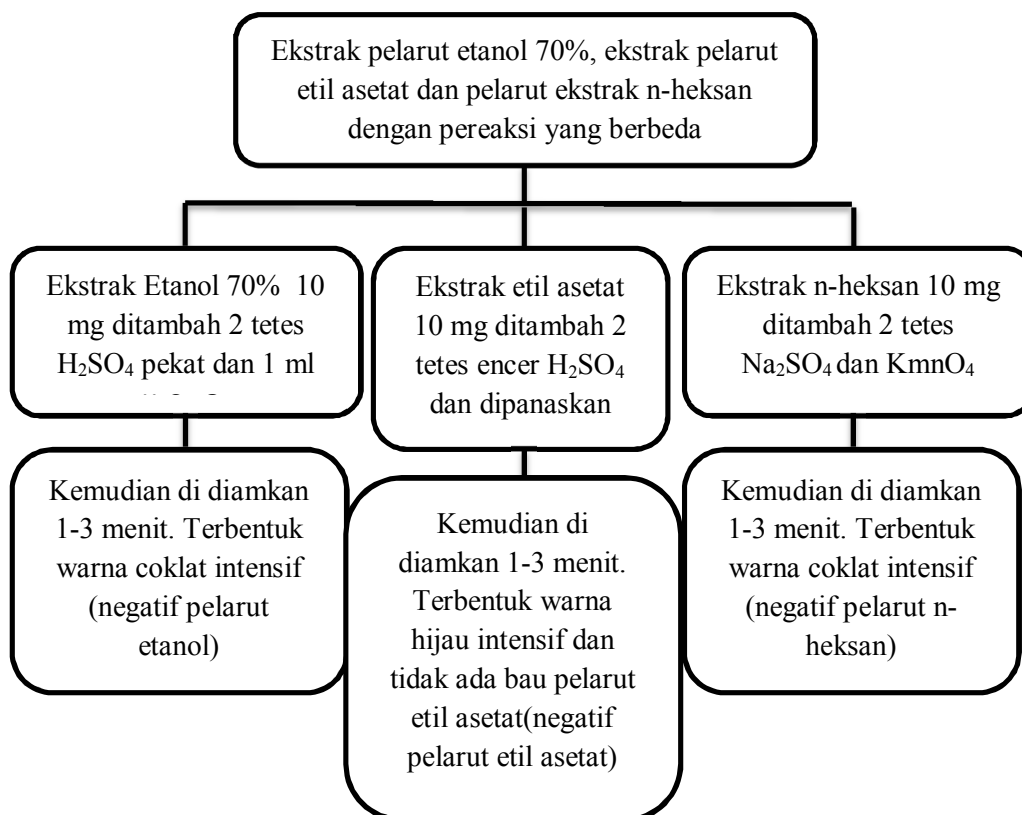 Ekstrak pelarut etanol 70%, ekstrak pelarut
etil asetat dan pelarut ekstrak n-heksan
dengan pereaksi yang berbeda
Ekstrak Etanol 70%  10
mg ditambah 2 tetes
H₂SO₄ pekat dan 1 ml
Ekstrak etil asetat
10 mg ditambah 2
tetes encer H₂SO₄
dan dipanaskan
Ekstrak n-heksan 10 mg
ditambah 2 tetes
Na₂SO₄ dan KmnO₄
Kemudian di diamkan
1-3 menit. Terbentuk
warna coklat intensif
(negatif pelarut
etanol)
Kemudian di
diamkan 1-3 menit.
Terbentuk warna
hijau intensif dan
tidak ada bau pelarut
etil asetat(negatif
pelarut etil asetat)
Kemudian di diamkan
1-3 menit. Terbentuk
warna coklat intensif
(negatif pelarut n-
heksan)